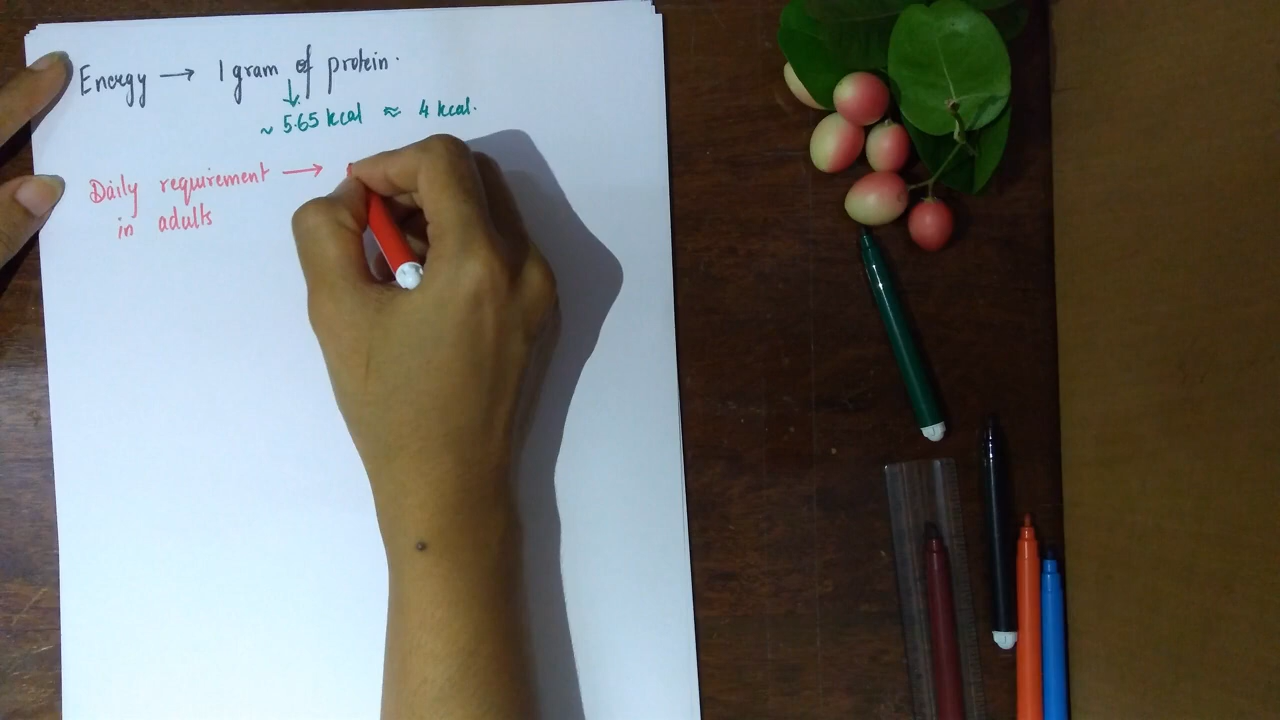 Energy → 1 gram of protein.
↓
~ 5.65 kcal ≈ 4 kcal.
Daily requirement →
in adults